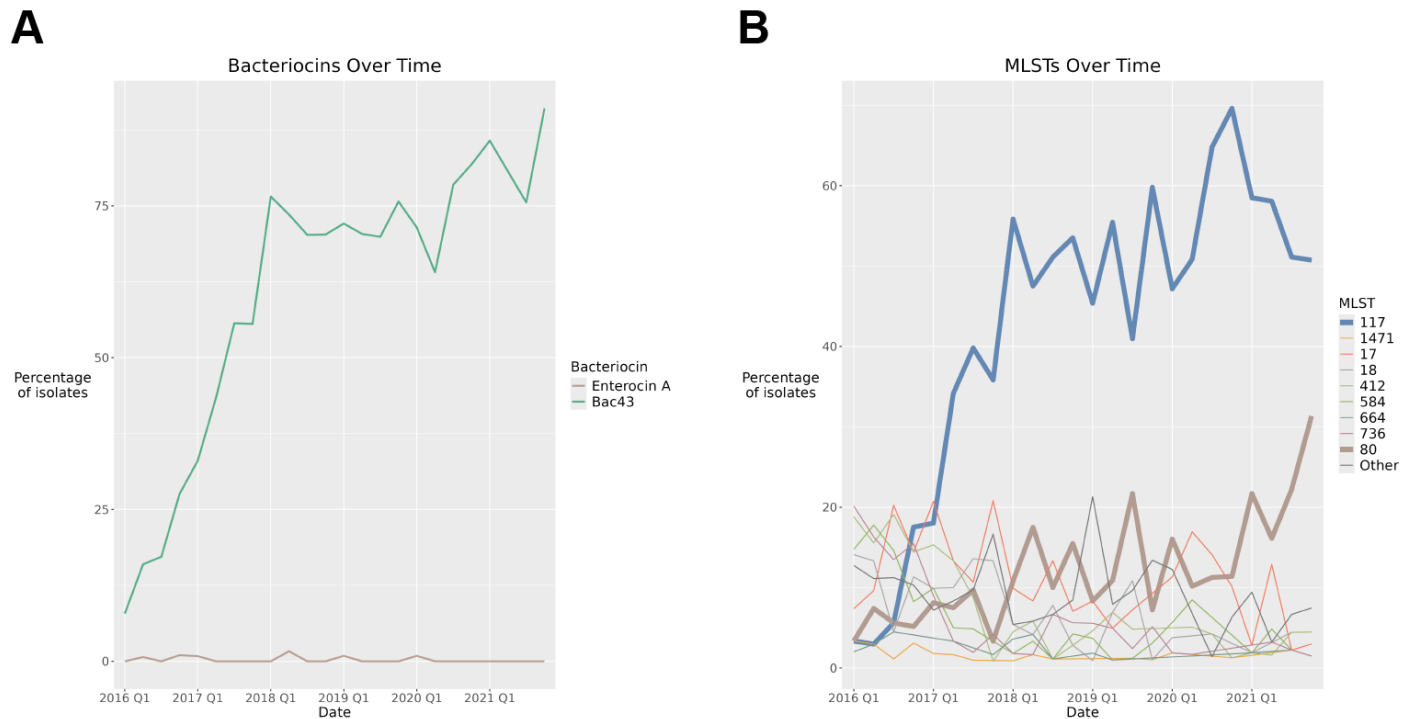 A
Bacteriocins Over Time
75
50
25
0
Percentage
of isolates
2016 Q1 2017 Q1 2018 Q1 2019 Q1 2020 Q1 2021 Q1
Date
Bacteriocin
Enterocin A
Bac43
B
MLSTs Over Time
60
40
20
0
Percentage
of isolates
2016 Q1 2017 Q1 2018 Q1 2019 Q1 2020 Q1 2021 Q1
Date
MLST
117
1471
17
18
412
584
664
736
80
Other